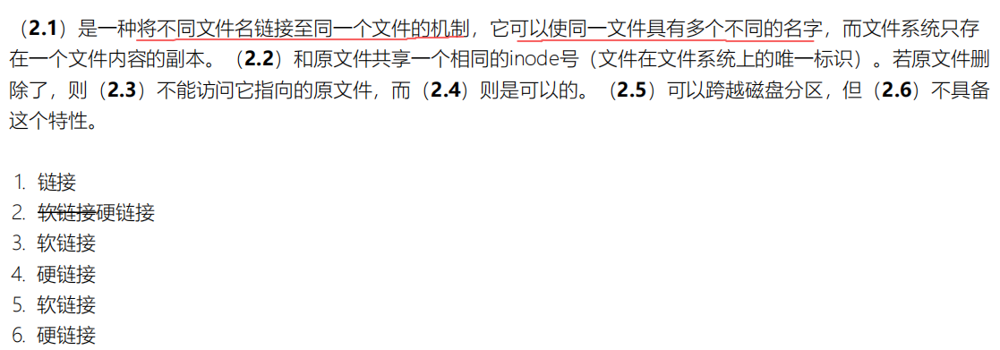 （2.1）是一种将不同文件名链接至同一个文件的机制，它可以使同一文件具有多个不同的名字，而文件系统只存
在一个文件内容的副本。（2.2）和原文件共享一个相同的inode号（文件在文件系统上的唯一标识）。若原文件删
除了，则（2.3）不能访问它指向的原文件，而（2.4）则是可以的。（2.5）可以跨越磁盘分区，但（2.6）不具备
这个特性。
1. 链接
2. 软链接硬链接
3. 软链接
4. 硬链接
5. 软链接
6. 硬链接